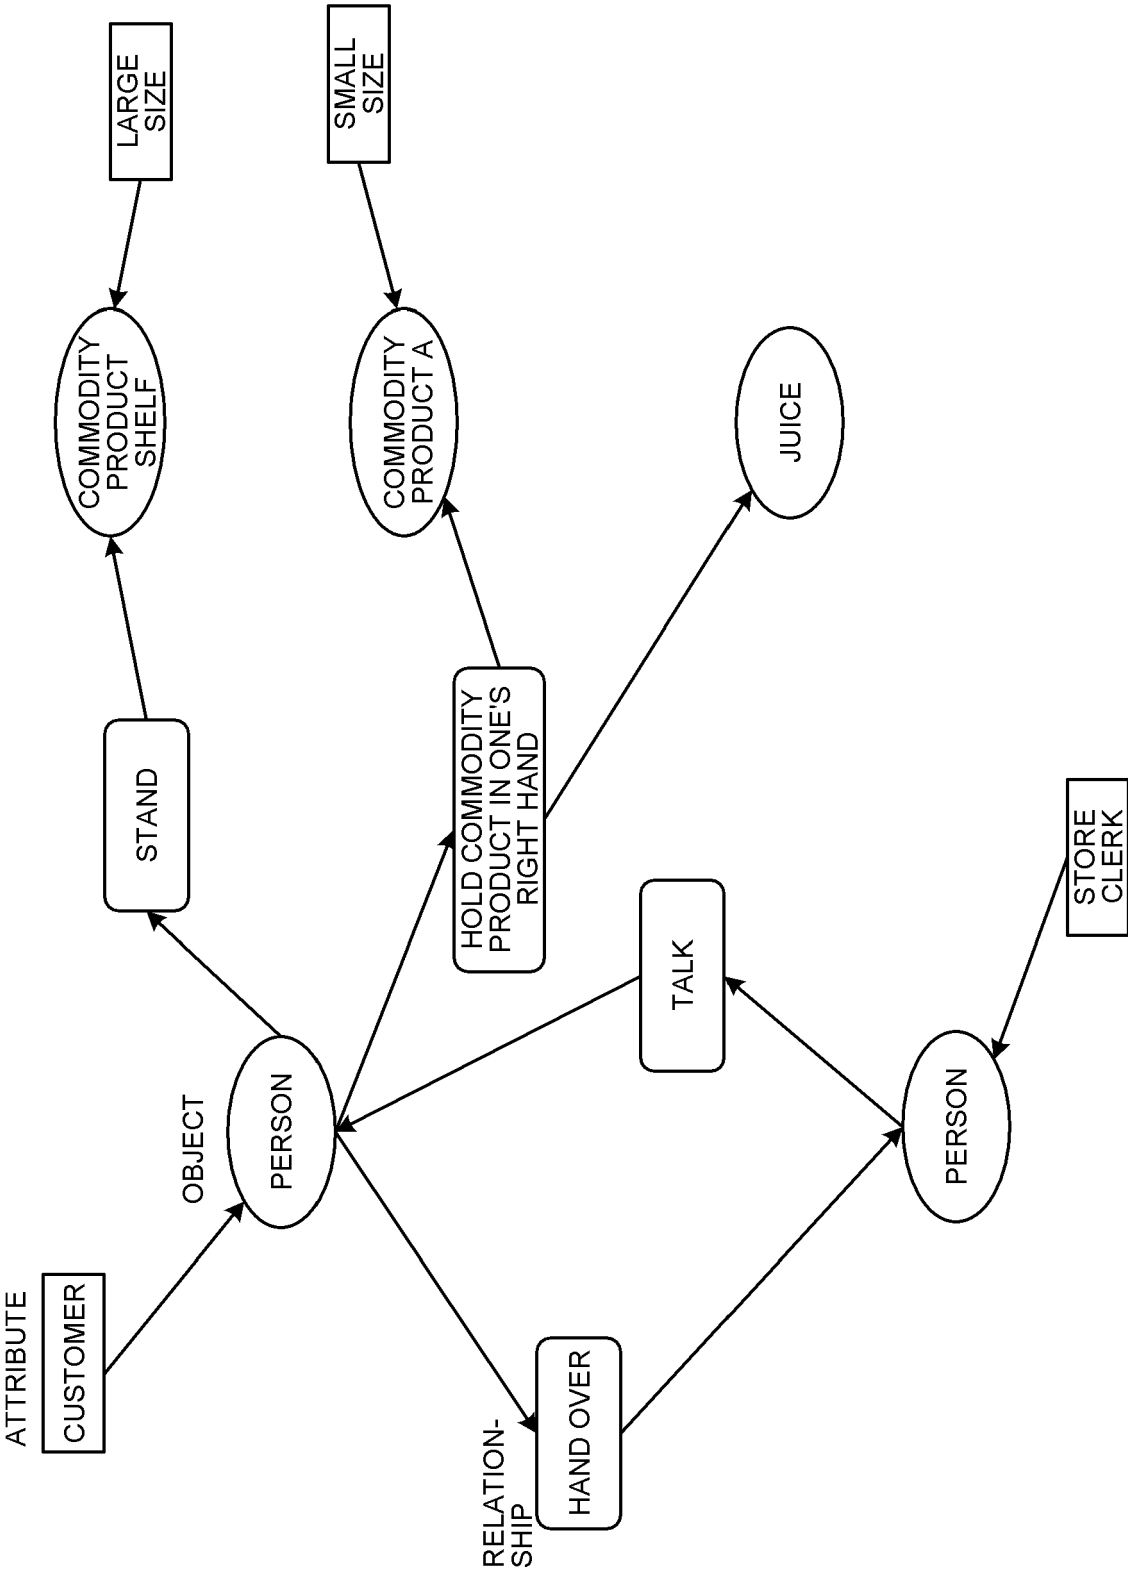 ATTRIBUTE
CUSTOMER
OBJECT
PERSON
STAND
COMMODITY
PRODUCT
SHELF
LARGE
SIZE
RELATION-
SHIP
HAND OVER
HOLD COMMODITY
PRODUCT IN ONE'S
RIGHT HAND
COMMODITY
PRODUCT A
SMALL
SIZE
TALK
JUICE
PERSON
STORE
CLERK